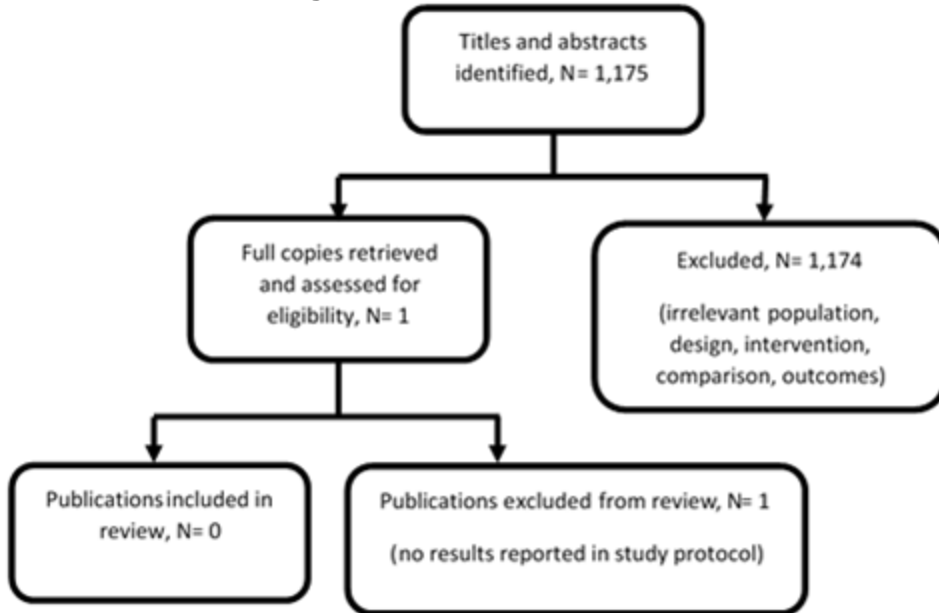 Titles and abstracts
identified, N= 1,175
Full copies retrieved
and assessed for
eligibility, N= 1
Excluded, N= 1,174
(irrelevant population,
design, intervention,
comparison, outcomes)
Publications included in
review, N= 0
Publications excluded from review, N= 1
(no results reported in study protocol)